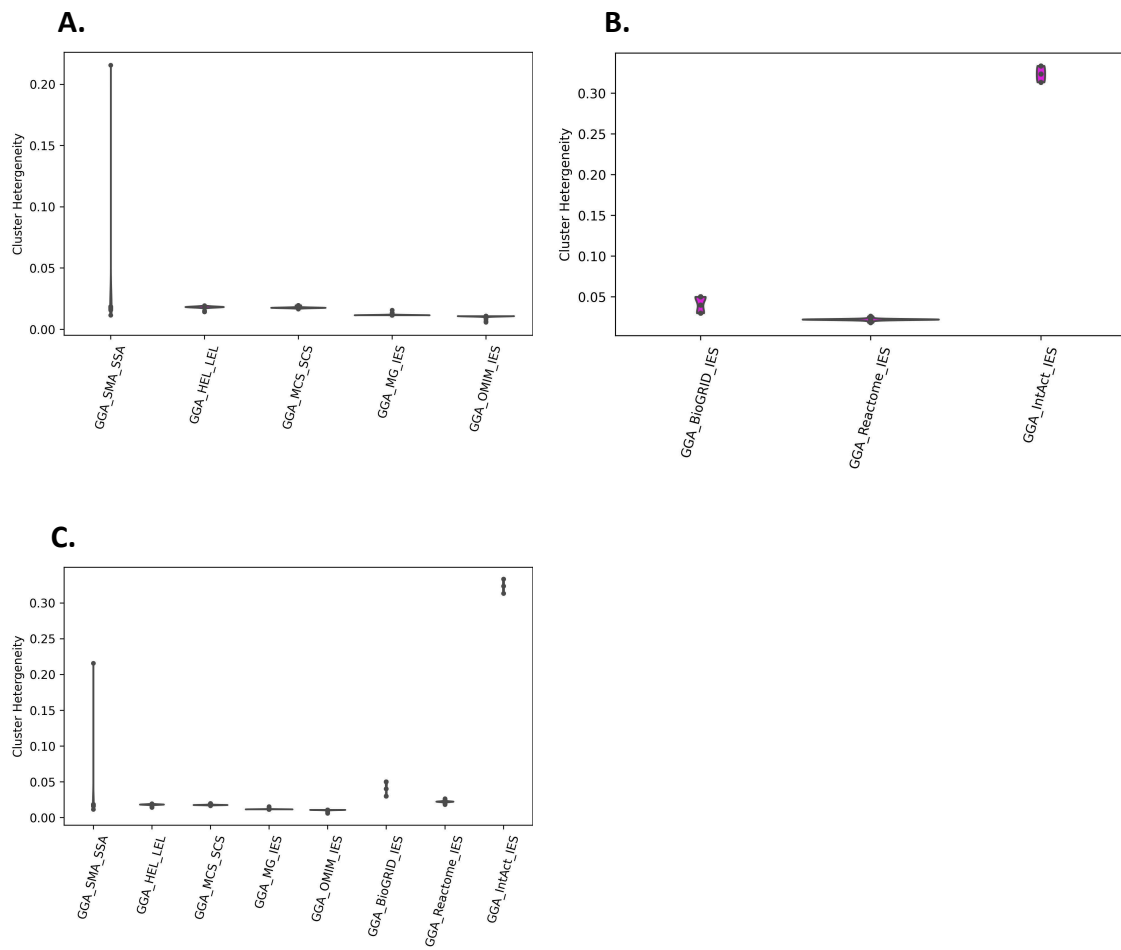 A.
Cluster Hetergeneity
0.20
0.15
0.10
0.05
0.00
GGA_SMA_SSA
GGA_HEL_LEL
GGA_MCS_SCS
GGA_MG_IES
GGA_OMIM_IES
B.
Cluster Hetergeneity
0.30
0.25
0.20
0.15
0.10
0.05
GGA_BioGRID_IES
GGA_Reactome_IES
GGA_IntAct_IES
C.
Cluster Hetergeneity
0.30
0.25
0.20
0.15
0.10
0.05
0.00
GGA_SMA_SSA
GGA_HEL_LEL
GGA_MCS_SCS
GGA_MG_IES
GGA_OMIM_IES
GGA_BioGRID_IES
GGA_Reactome_IES
GGA_IntAct_IES